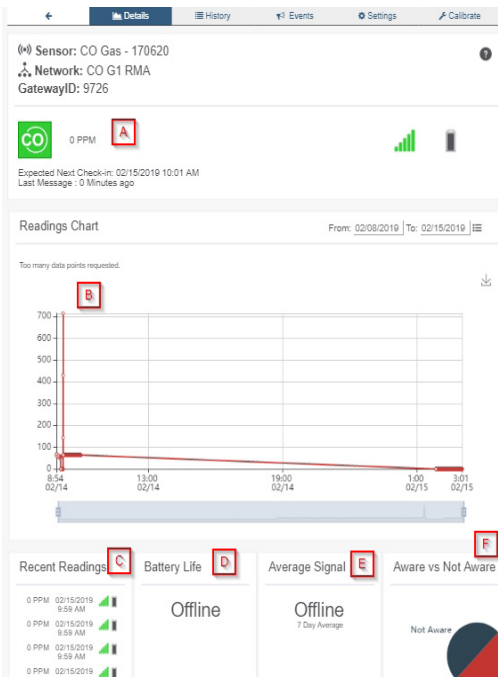 Details
History
Events
Settings
Calibrate
Sensor: CO Gas - 170620
Network: CO G1 RMA
GatewayID: 9726
?
CO
0 PPM
A
Expected Next Check-in: 02/15/2019 10:01 AM
Last Message : 0 Minutes ago
Readings Chart
From: 02/08/2019 To: 02/15/2019
Too many data points requested.
B
700
600
500
400
300
200
100
0
8:54 13:00 19:00 1:00 3:01
02/14 02/14 02/14 02/15 02/15
F
Recent Readings C
Battery Life D
Average Signal E
Aware vs Not Aware
0 PPM 02/15/2019
9:59 AM
0 PPM 02/15/2019
9:59 AM
0 PPM 02/15/2019
9:59 AM
0 PPM 02/15/2019
Offline
Offline
7 Day Average
Not Aware